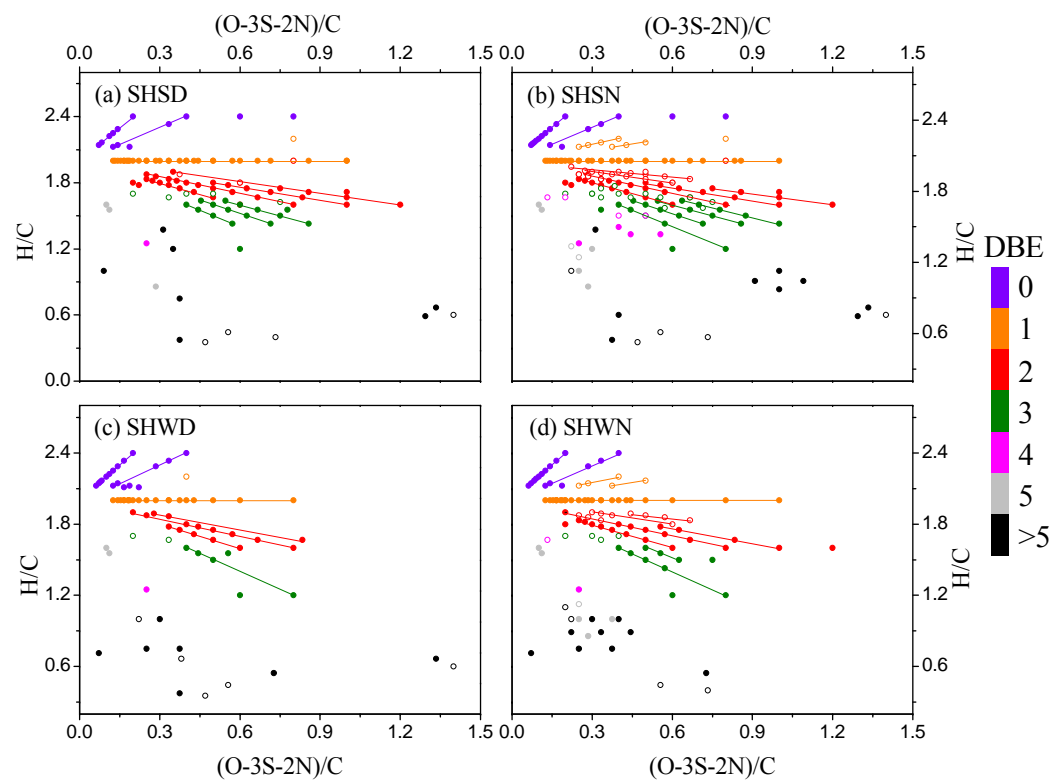 (O-3S-2N)/C (O-3S-2N)/C
0.0 0.3 0.6 0.9 1.2 0.0 0.3 0.6 0.9 1.2 1.5
(a) SHSD (b) SHSN
2.4 2.4
1.8 1.8
H/C H/C
1.2 1.2
0.6 0.6
0.0
DBE
0
1
2
3
4
5
>5
(c) SHWD (d) SHWN
2.4 2.4
1.8 1.8
H/C H/C
1.2 1.2
0.6 0.6
0.0 0.3 0.6 0.9 1.2 1.5 0.3 0.6 0.9 1.2 1.5
(O-3S-2N)/C (O-3S-2N)/C